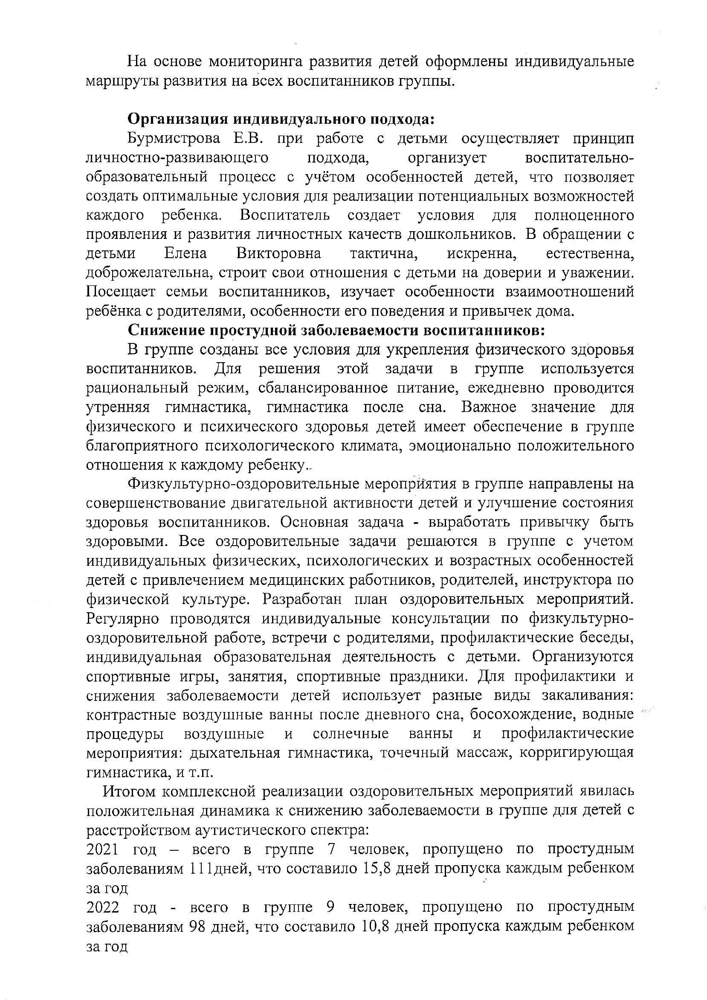 На основе мониторинга развития детей оформлены индивидуальные
маршруты развития на всех воспитанников группы.
Организация индивидуального подхода:
Бурмистрова Е.В. при работе с детьми осуществляет принцип
личностно-развивающего подхода, организует воспитательно-
образовательный процесс с учётом особенностей детей, что позволяет
создать оптимальные условия для реализации потенциальных возможностей
каждого ребенка. Воспитатель создает условия для полноценного
проявления и развития личностных качеств дошкольников. В обращении с
детьми Елена Викторовна тактична, искренна, естественна,
доброжелательна, строит свои отношения с детьми на доверии и уважении.
Посещает семьи воспитанников, изучает особенности взаимоотношений
ребёнка с родителями, особенности его поведения и привычек дома.
Снижение простудной заболеваемости воспитанников:
В группе созданы все условия для укрепления физического здоровья
воспитанников. Для решения этой задачи в группе используется
рациональный режим, сбалансированное питание, ежедневно проводится
утренняя гимнастика, гимнастика после сна. Важное значение для
физического и психического здоровья детей имеет обеспечение в группе
благоприятного психологического климата, эмоционально положительного
отношения к каждому ребенку..
Физкультурно-оздоровительные мероприятия в группе направлены на
совершенствование двигательной активности детей и улучшение состояния
здоровья воспитанников. Основная задача - выработать привычку быть
здоровыми. Все оздоровительные задачи решаются в группе с учетом
индивидуальных физических, психологических и возрастных особенностей
детей с привлечением медицинских работников, родителей, инструктора по
физической культуре. Разработан план оздоровительных мероприятий.
Регулярно проводятся индивидуальные консультации по физкультурно-
оздоровительной работе, встречи с родителями, профилактические беседы,
индивидуальная образовательная деятельность с детьми. Организуются
спортивные игры, занятия, спортивные праздники. Для профилактики и
снижения заболеваемости детей использует разные виды закаливания:
контрастные воздушные ванны после дневного сна, босохождение, водные
процедуры воздушные и солнечные ванны и профилактические
мероприятия: дыхательная гимнастика, точечный массаж, корригирующая
гимнастика, и т.п.
Итогом комплексной реализации оздоровительных мероприятий явилась
положительная динамика к снижению заболеваемости в группе для детей с
расстройством аутистического спектра:
2021 год – всего в группе 7 человек, пропущено по простудным
заболеваниям 111дней, что составило 15,8 дней пропуска каждым ребенком
за год
2022 год - всего в группе 9 человек, пропущено по простудным
заболеваниям 98 дней, что составило 10,8 дней пропуска каждым ребенком
за год